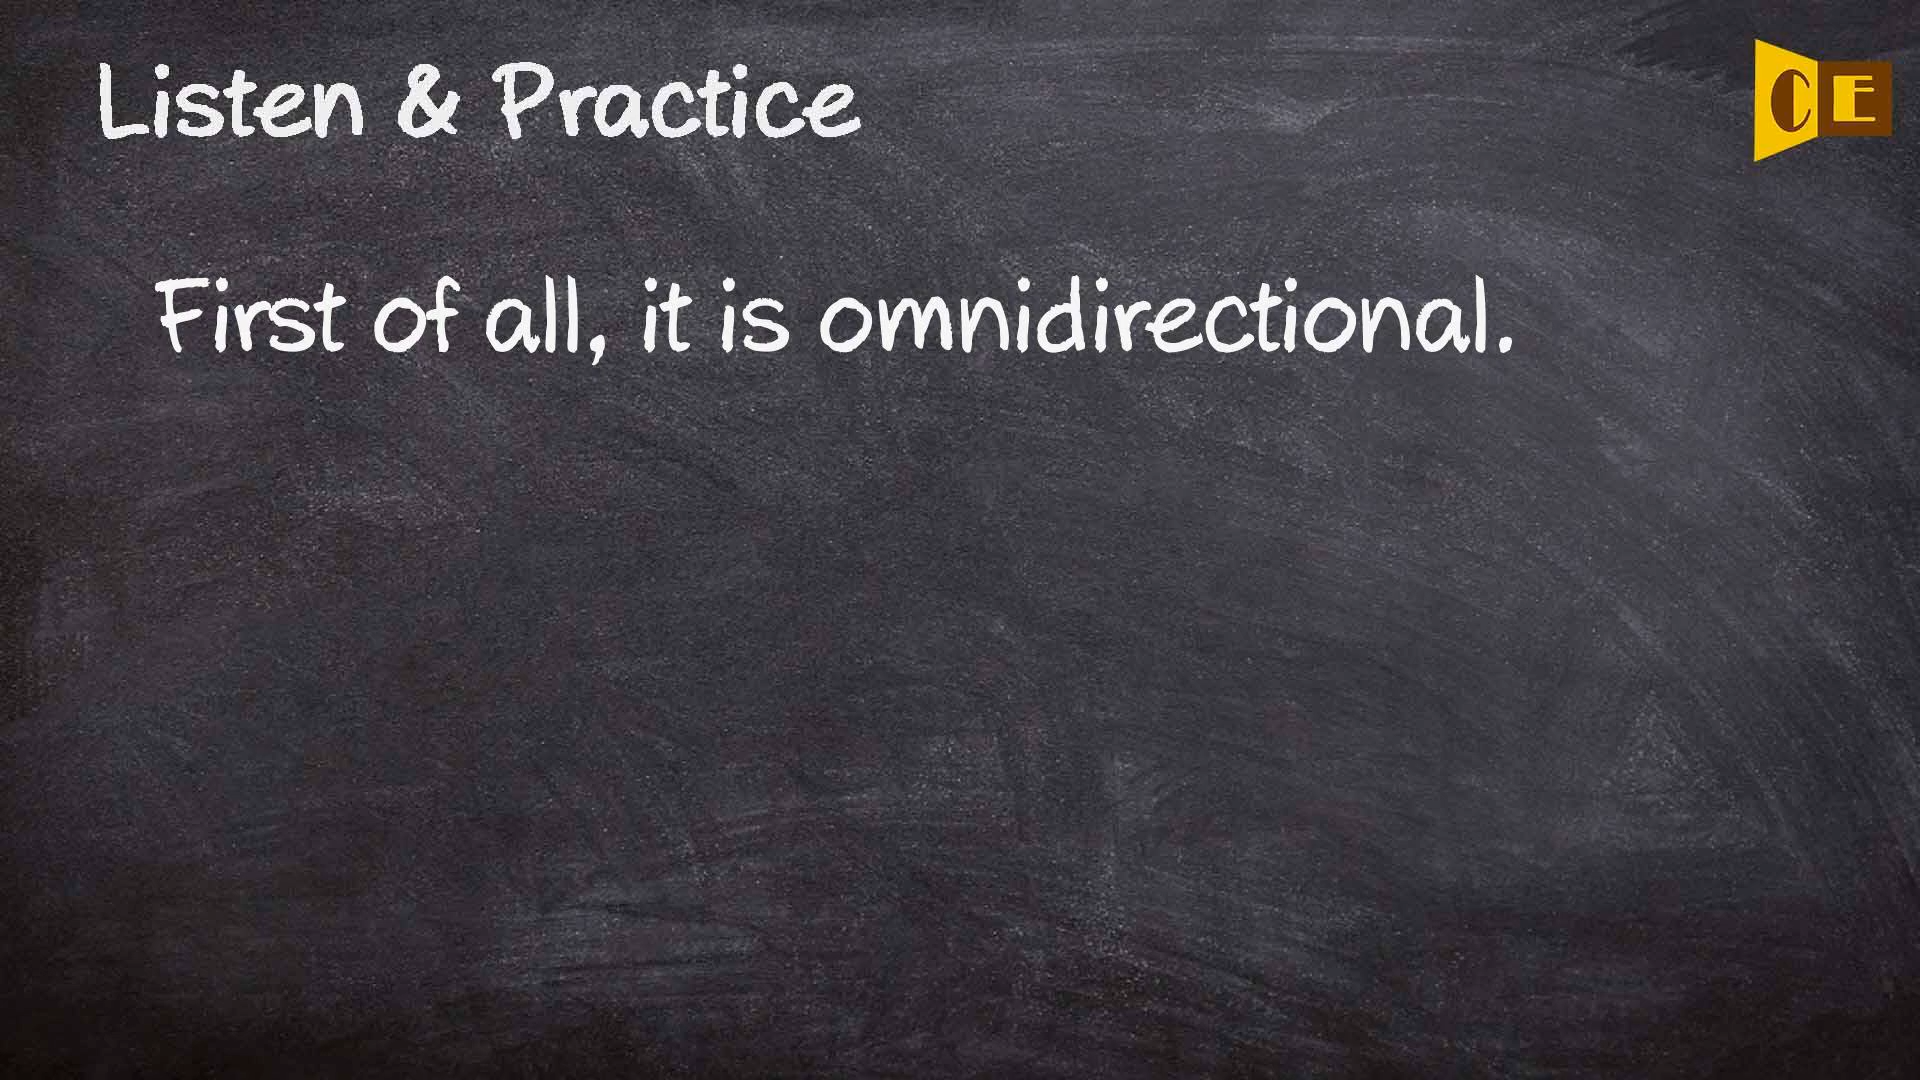 Listen & Practice
CE
First of all, it is omnidirectional.